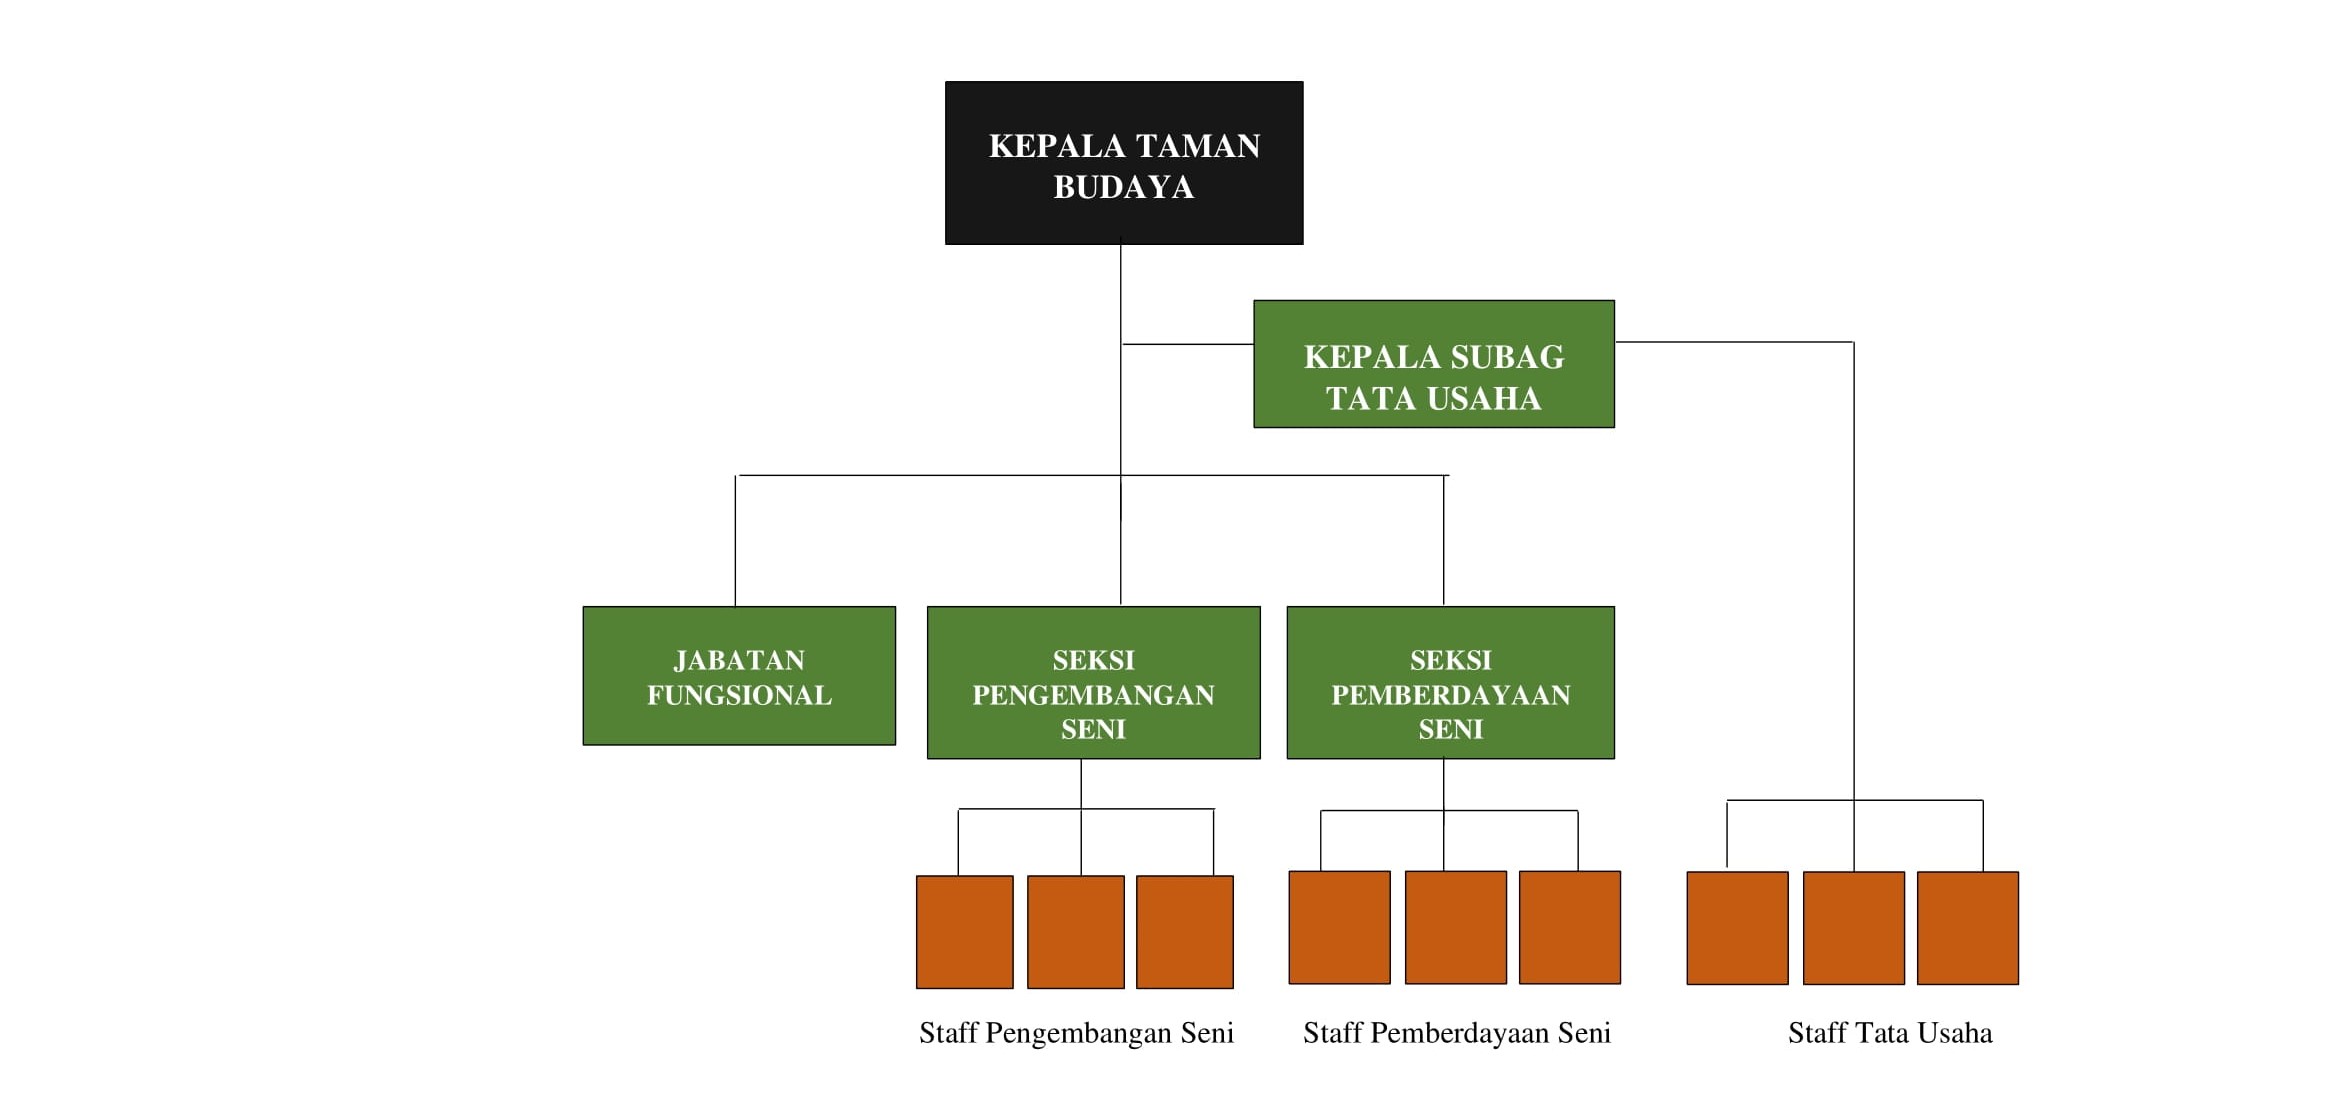 KEPALA TAMAN
BUDAYA
KEPALA SUBAG
TATA USAHA
JABATAN
FUNGSIONAL
SEKSI
PENGEMBANGAN
SENI
SEKSI
PEMBERDAYAAN
SENI
Staff Pengembangan Seni
Staff Pemberdayaan Seni
Staff Tata Usaha